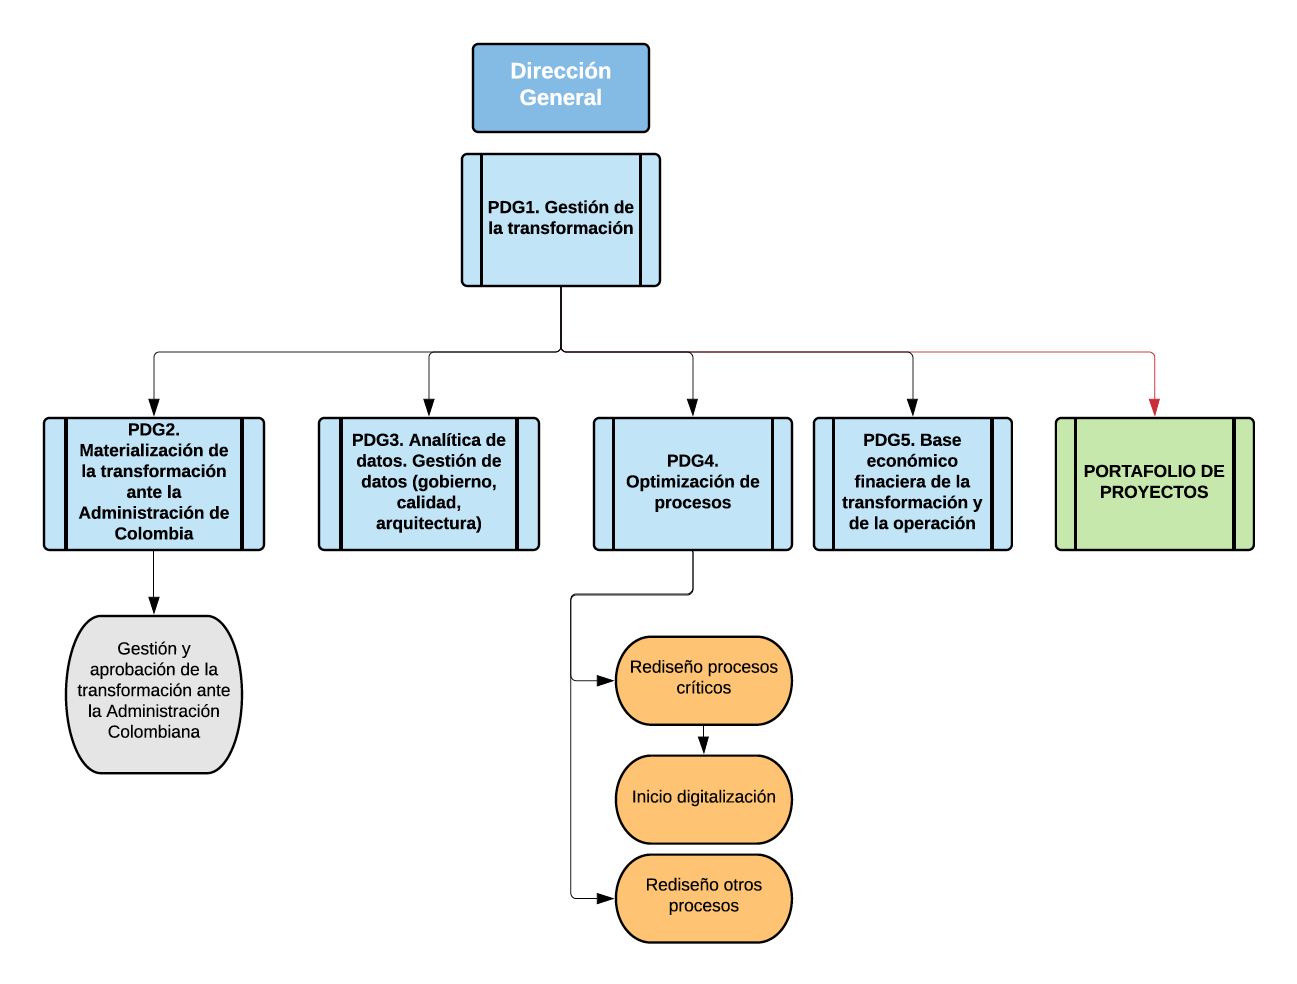 Dirección
General
PDG1. Gestión de
la transformación
PDG2.
Materialización de
la transformación
ante la
Administración de
Colombia
PDG3. Analítica de
datos. Gestión de
datos (gobierno,
calidad,
arquitectura)
PDG4.
Optimización de
procesos
PDG5. Base
económico
finaciera de la
transformación y
de la operación
PORTAFOLIO DE
PROYECTOS
Gestión y
aprobación de la
transformación ante
la Administración
Colombiana
Rediseño procesos
críticos
Inicio digitalización
Rediseño otros
procesos